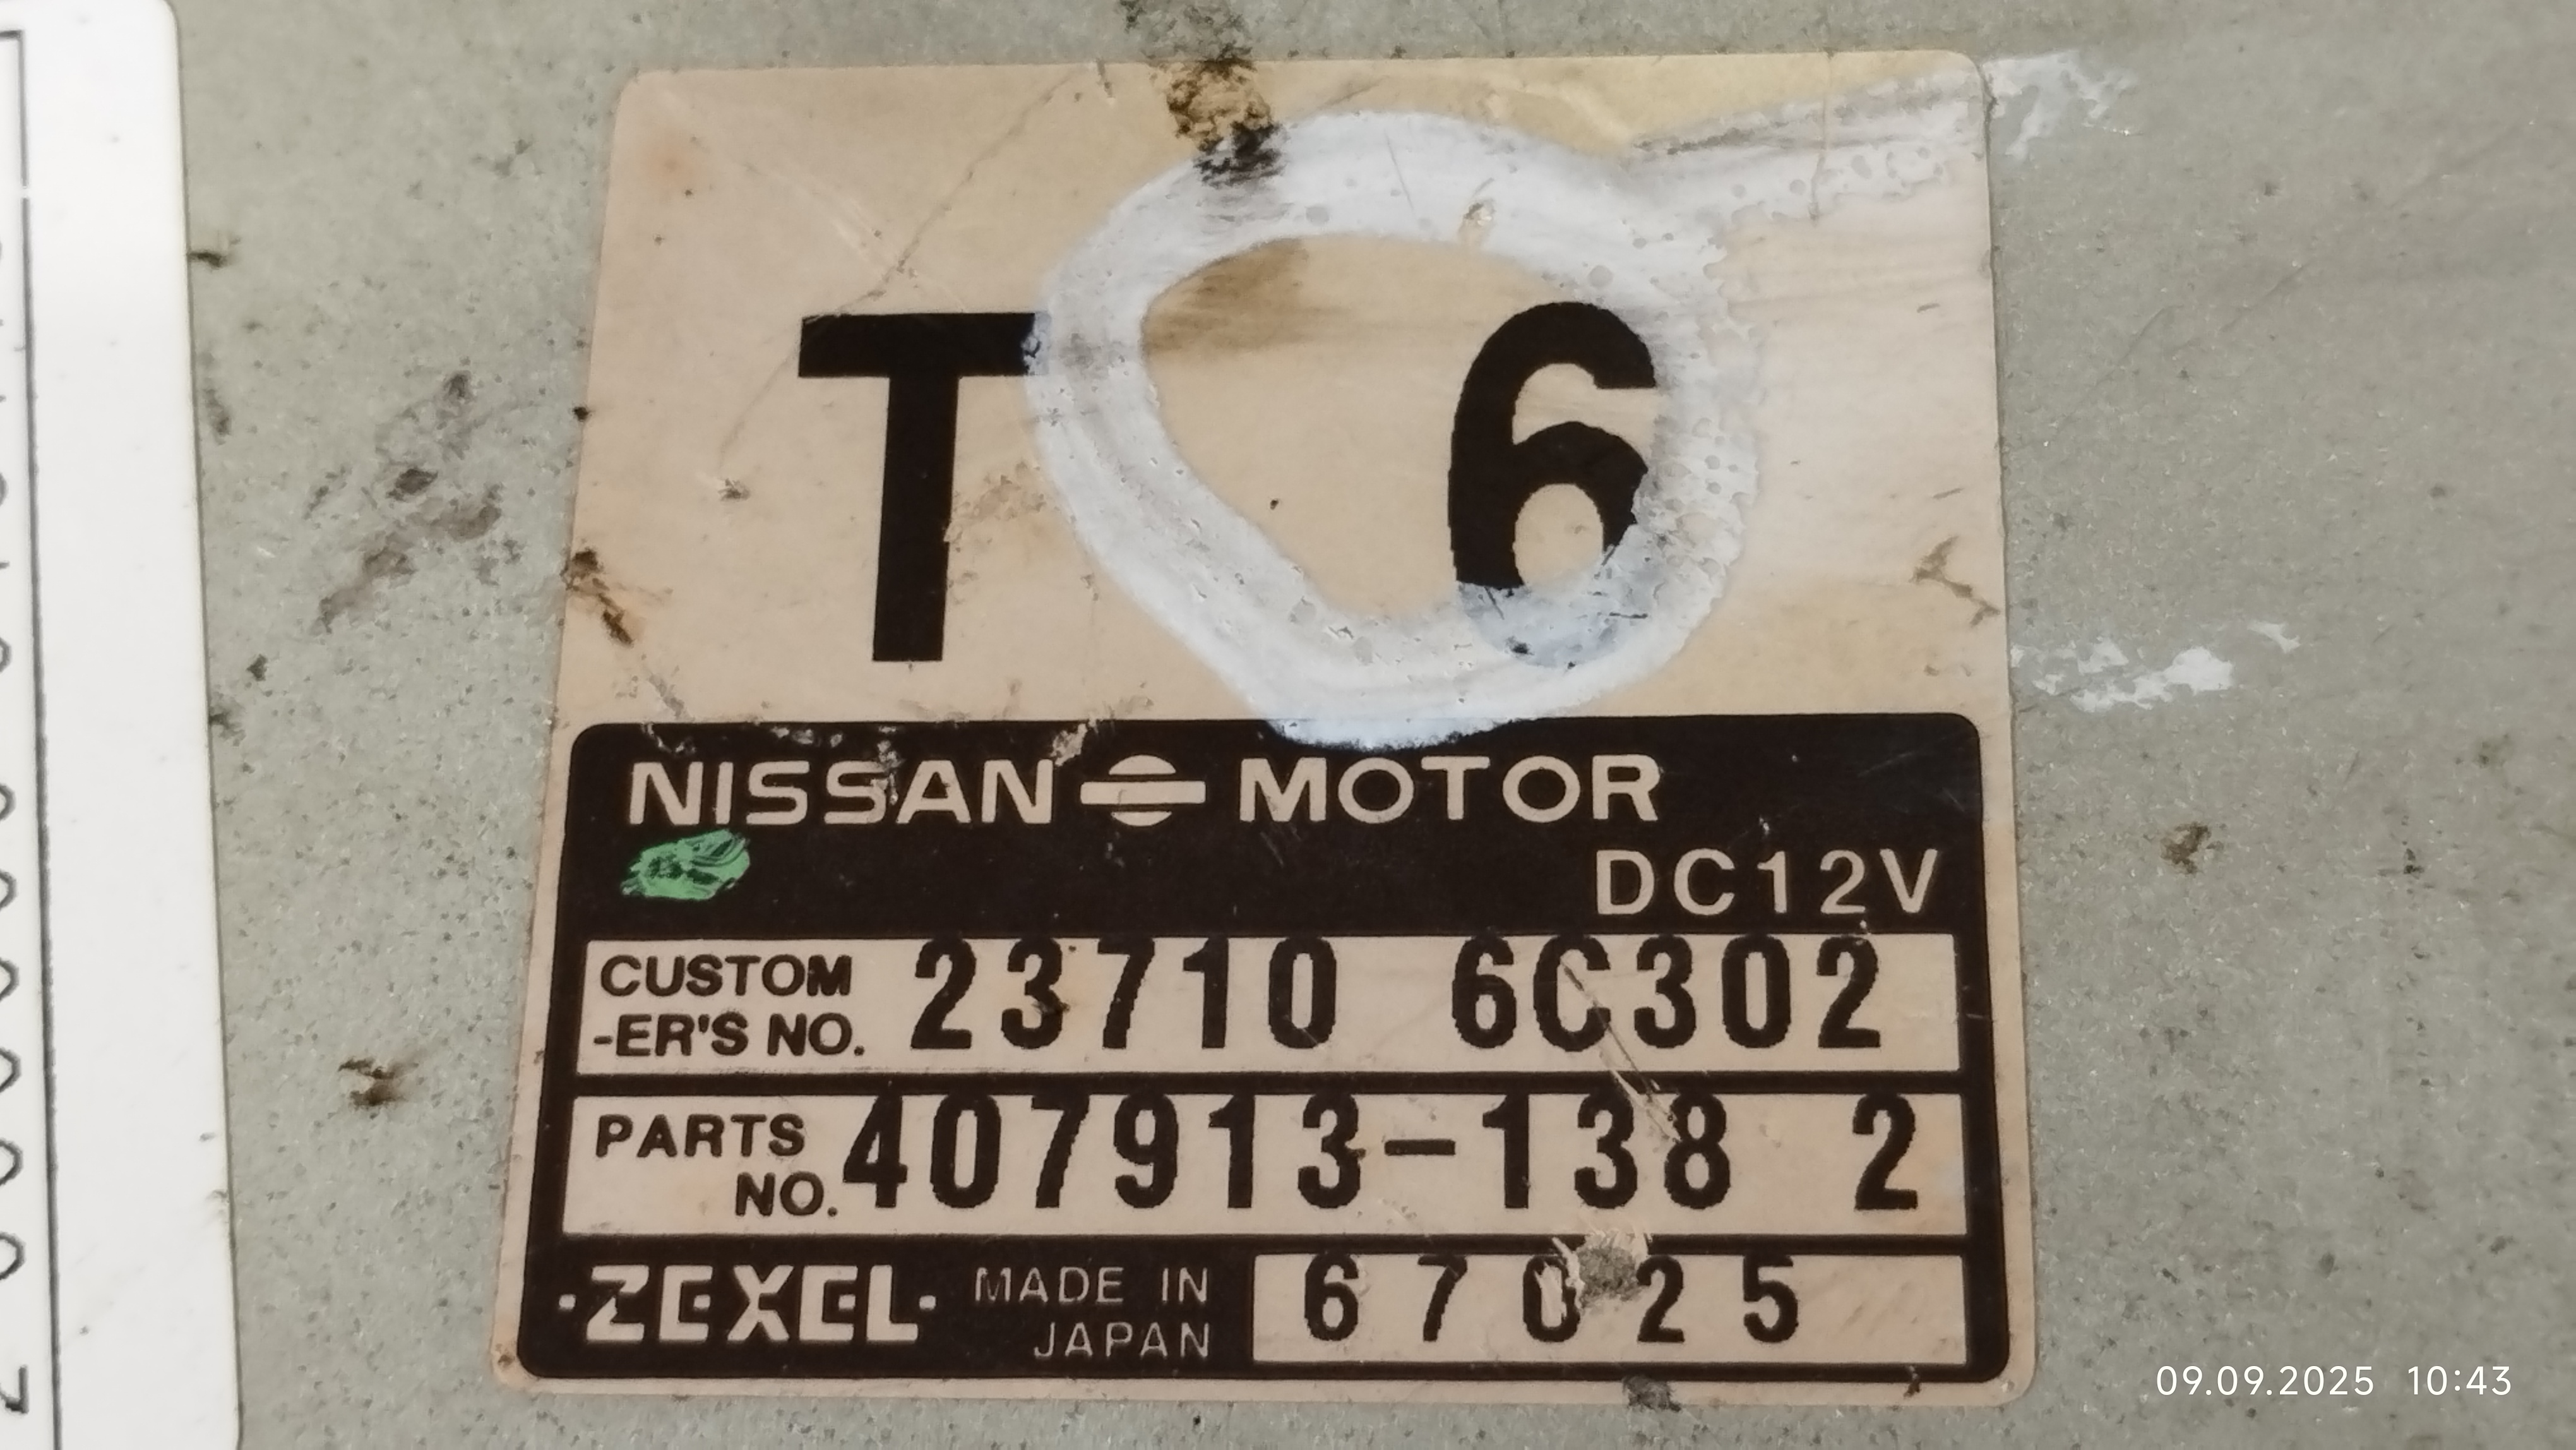 T 6
NISSAN MOTOR
DC12V
CUSTOM
-ER'S NO. 23710 6C302
PARTS
NO. 407913-138 2
ZEXEL MADE IN
JAPAN
67025
09.09.2025 10:43